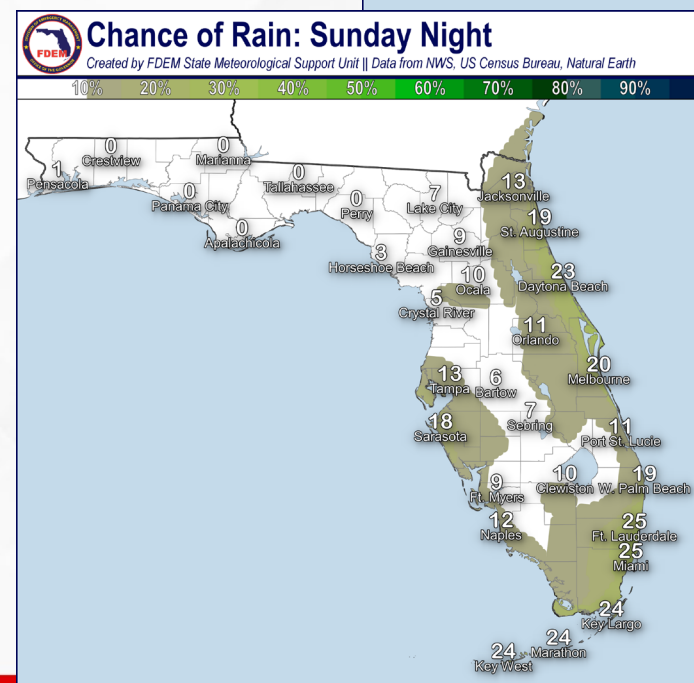 Chance of Rain: Sunday Night
Created by FDEM State Meteorological Support Unit || Data from NWS, US Census Bureau, Natural Earth
FDEM
10% 20% 30% 40% 50% 60% 70% 80% 90%
0
Crestview
0
Marianna
1
Pensacola
0
Tallahassee
0
Panama City
0
Perry
7
Lake City
13
Jacksonville
0
Apalachicola
19
St. Augustine
9
Gainesville
3
Horseshoe Beach
10
Ocala
23
Daytona Beach
5
Crystal River
11
Orlando
13
Tampa
6
Bartow
20
Melbourne
7
Sebring
18
Sarasota
11
Port St. Lucie
9
Ft. Myers
10
Clewiston
19
W. Palm Beach
12
Naples
25
Ft. Lauderdale
25
Miami
24
Key Largo
24
Marathon
24
Key West